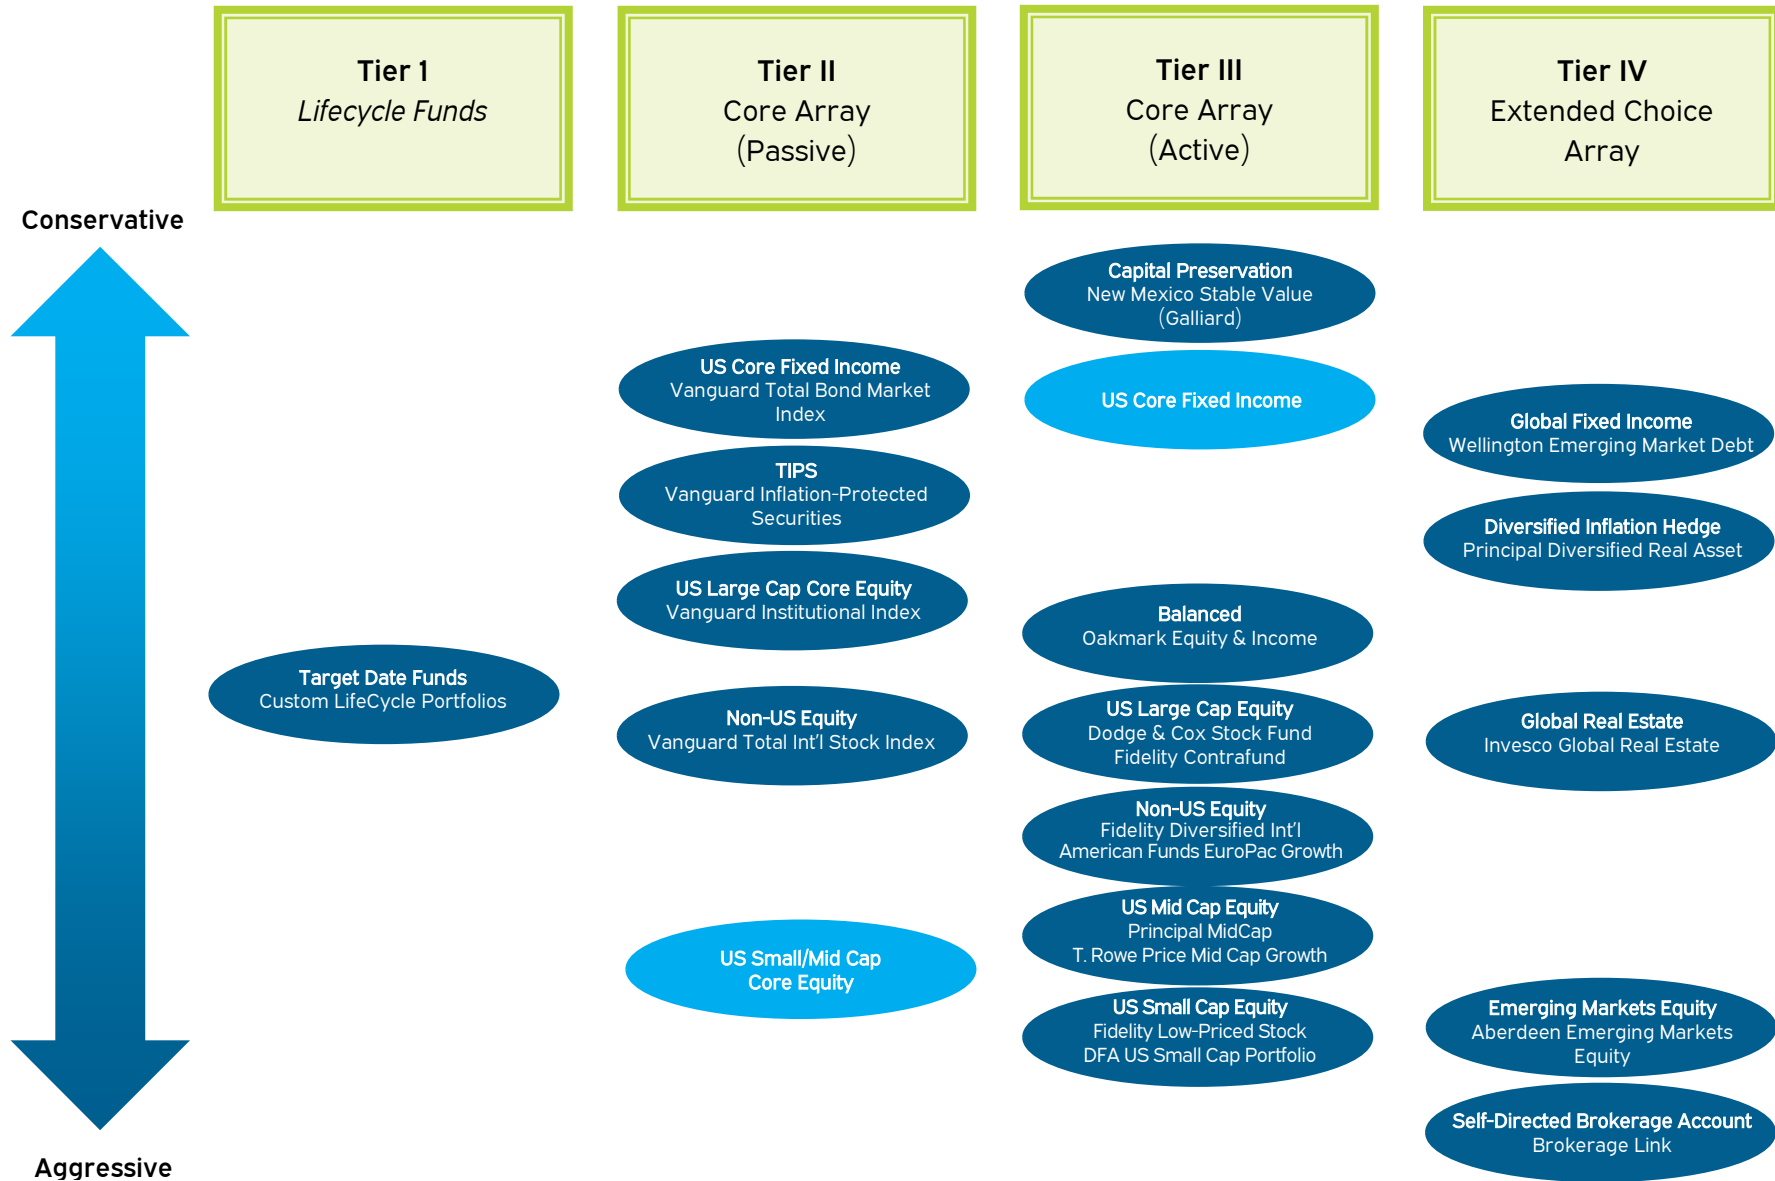 Tier 1
Lifecycle Funds
Tier II
Core Array
(Passive)
Tier III
Core Array
(Active)
Tier IV
Extended Choice
Array
Conservative
Aggressive
Target Date Funds
Custom LifeCycle Portfolios
US Core Fixed Income
Vanguard Total Bond Market
Index
TIPS
Vanguard Inflation-Protected
Securities
US Large Cap Core Equity
Vanguard Institutional Index
Non-US Equity
Vanguard Total Int'l Stock Index
US Small/Mid Cap
Core Equity
Capital Preservation
New Mexico Stable Value
(Galliard)
US Core Fixed Income
Balanced
Oakmark Equity & Income
US Large Cap Equity
Dodge & Cox Stock Fund
Fidelity Contrafund
Non-US Equity
Fidelity Diversified Int'l
American Funds EuroPac Growth
US Mid Cap Equity
Principal MidCap
T. Rowe Price Mid Cap Growth
US Small Cap Equity
Fidelity Low-Priced Stock
DFA US Small Cap Portfolio
Global Fixed Income
Wellington Emerging Market Debt
Diversified Inflation Hedge
Principal Diversified Real Asset
Global Real Estate
Invesco Global Real Estate
Emerging Markets Equity
Aberdeen Emerging Markets
Equity
Self-Directed Brokerage Account
Brokerage Link